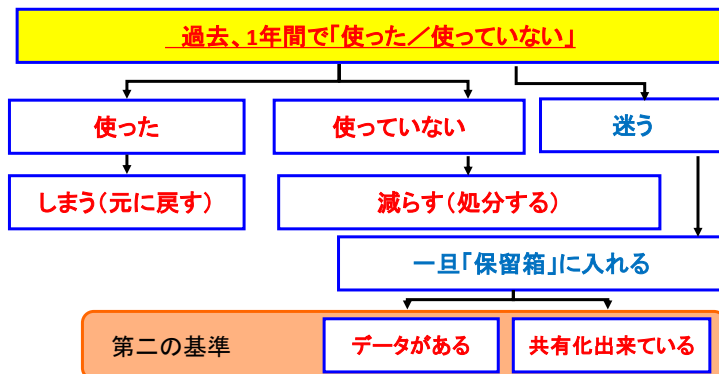 過去、1年間で「使った／使っていない」
使った
使っていない
迷う
しまう(元に戻す)
減らす(処分する)
一旦「保留箱」に入れる
第二の基準
データがある
共有化出来ている